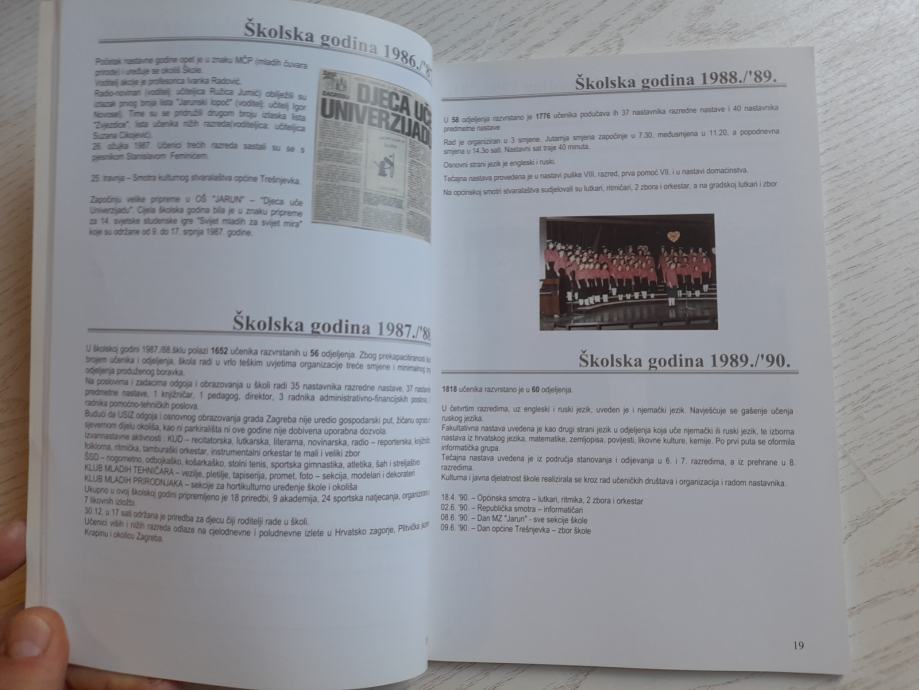 Školska godina 1986./'87
Početak nastavne godine opet je u znaku MČP (mladih čuvara
prirode) i uređuje se okoliš Škole.
Voditelj akcije je profesorica Ivanka Radović.
Radio-novinari (voditelj: učiteljica Ružica Jumić) obilježili su
izlazak prvog broja lista "Jarunski lopoč" (voditelj: učitelj Igor
Novosel). Time su se pridružili drugom broju izlaska lista
"Zvjezdice", lista učenika nižih razreda(voditeljica: učiteljica
Suzana Cikojević).
26. ožujka 1987. Učenici trećih razreda sastali su se s
pjesnikom Stanislavom Femenićem.
25. travnja – Smotra kulturnog stvaralaštva općine Trešnjevka.
Započinju velike pripreme u OŠ "JARUN" – "Djeca uče
Univerzijadu". Cijela školska godina bila je u znaku pripreme
za 14. svjetske studenske igre "Svijet mladih za svijet mira"
koje su održane od 9. do 17. srpnja 1987. godine.
DJECA UČ
UNIVERZIJADU
Školska godina 1987./'88
U školskoj godini 1987./88 šklu polazi 1652 učenika razvrstanih u 56 odjeljenja. Zbog prekapacitiranosti
brojem učenika i odjeljenja, škola radi u vrlo teškim uvjetima organizacije treće smjene i minimalnog
odjeljenja produženog boravka.
Na poslovima i zadacima odgoja i obrazovanja u školi radi 35 nastavnika razredne nastave, 37
predmetne nastave, 1 knjižničar, 1 pedagog, direktor, 3 radnika administrativno-financijskih poslova,
radnika pomoćno-tehničkih poslova.
Budući da USIZ odgoja i osnovnog obrazovanja grada Zagreba nije uredio gospodarski put, žičanu
sjevernom dijelu okoliša, kao ni parkirališta ni ove godine nije dobivena uporabna dozvola.
Izvannastavne aktivnosti : KUD – recitatorska, lutkarska, literarna, novinarska, radio – reporterska,
folklorna, ritmička, tamburaški orkestar, instrumentalni orkestar te mali i veliki zbor
ŠSD – nogometno, odbojkaško, košarkaško, stolni tenis, sportska gimnastika, atletika, šah i streljaštvo
KLUB MLADIH TEHNIČARA – vezilje, pletilje, tapiserija, promet, foto – sekcija, modelari i dekorateri
KLUB MLADIH PRIRODNJAKA – sekcije za hortikulturno uređenje škole i okoliša
Ukupno u ovoj školskoj godini pripremljeno je 18 priredbi, 9 akademija, 24 sportska natjecanja,
7 likovnih izložbi.
30.12. u 17 sati održana je priredba za djecu čiji roditelji rade u školi.
Učenici viših i nižih razreda odlaze na cjelodnevne i poludnevne izlete u Hrvatsko zagorje, Plitvička
Krapinu i okolicu Zagreba.
Školska godina 1988./'89.
U 58 odjeljenja razvrstano je 1776 učenika podučava ih 37 nastavnika razredne nastave i 40 nastavnika
predmetne nastave
Rad je organiziran u 3 smjene. Jutarnja smjena započinje u 7.30, međusmjena u 11.20, a popodnevna
smjena u 14.3o sati. Nastavni sat traje 40 minuta.
Osnovni strani jezik je engleski i ruski.
Tečajna nastava provedena je u nastavi puške VIII. razred, prva pomoć VII. i u nastavi domaćinstva.
Na općinskoj smotri stvaralaštva sudjelovali su lutkari, ritmičari, 2 zbora i orkestar, a na gradskoj lutkari i zbor
Školska godina 1989./'90.
1818 učenika razvrstano je u 60 odjeljenja.
U četvrtim razredima, uz engleski i ruski jezik, uveden je i njemački jezik. Navješćuje se gašenje učenja
ruskog jezika.
Fakultativna nastava uvedena je kao drugi strani jezik u odjeljenja koja uče njemački ili ruski jezik, te izborna
nastava iz hrvatskog jezika, matematike, zemljopisa, povijesti, likovne kulture, kemije. Po prvi puta se oformila
informatička grupa.
Tečajna nastava uvedena je iz područja stanovanja i odijevanja u 6. i 7. razredima, a iz prehrane u 8.
razredima.
Kulturna i javna djelatnost škole realizirala se kroz rad učeničkih društava i organizacija i radom nastavnika.
18.4. '90. – Općinska smotra – lutkari, ritmika, 2 zbora i orkestar
02.6. '90. – Republička smotra – informatičari
08.6. '90. – Dan MZ "Jarun" - sve sekcije škole
09.6. '90. – Dan općine Trešnjevka – zbor škole
19